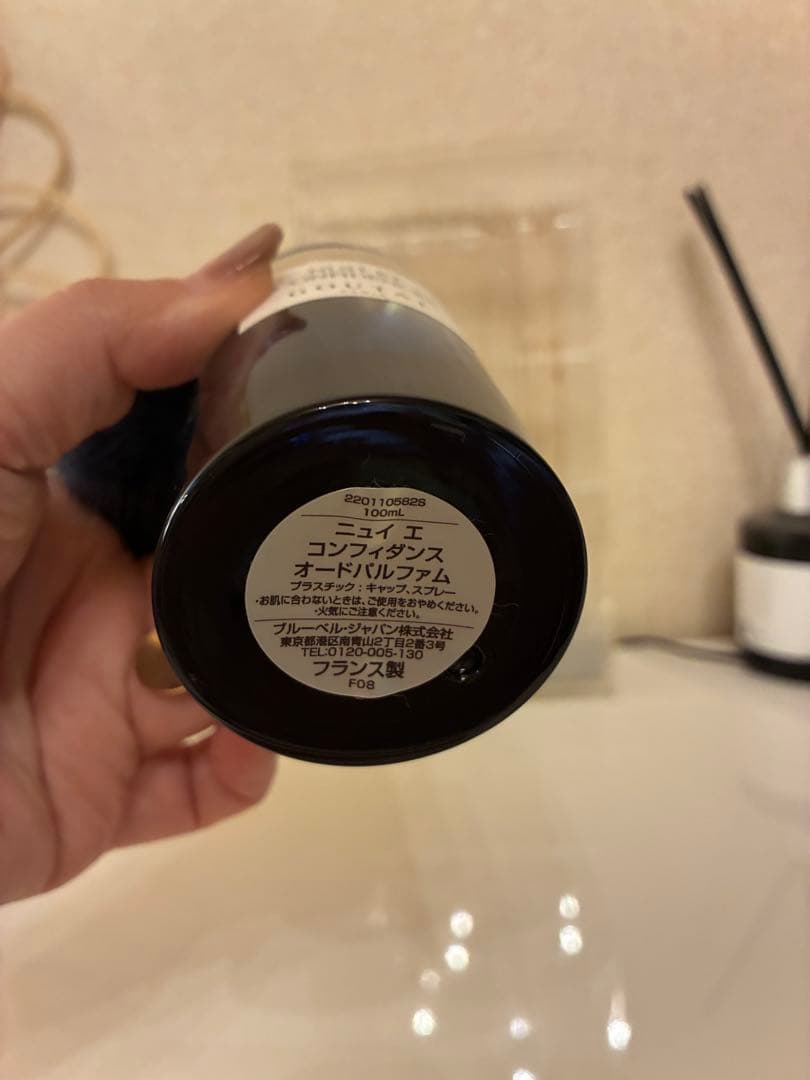 GOUTAL
220110582S
100mL
ニュイ エ
コンフィダンス
オードパルファム
プラスチック：キャップ、スプレー
・お肌に合わないときは、ご使用をおやめください。
・火気にご注意ください。
ブルーベル・ジャパン株式会社
東京都港区南青山2丁目2番3号
TEL:0120-005-130
フランス製
F08